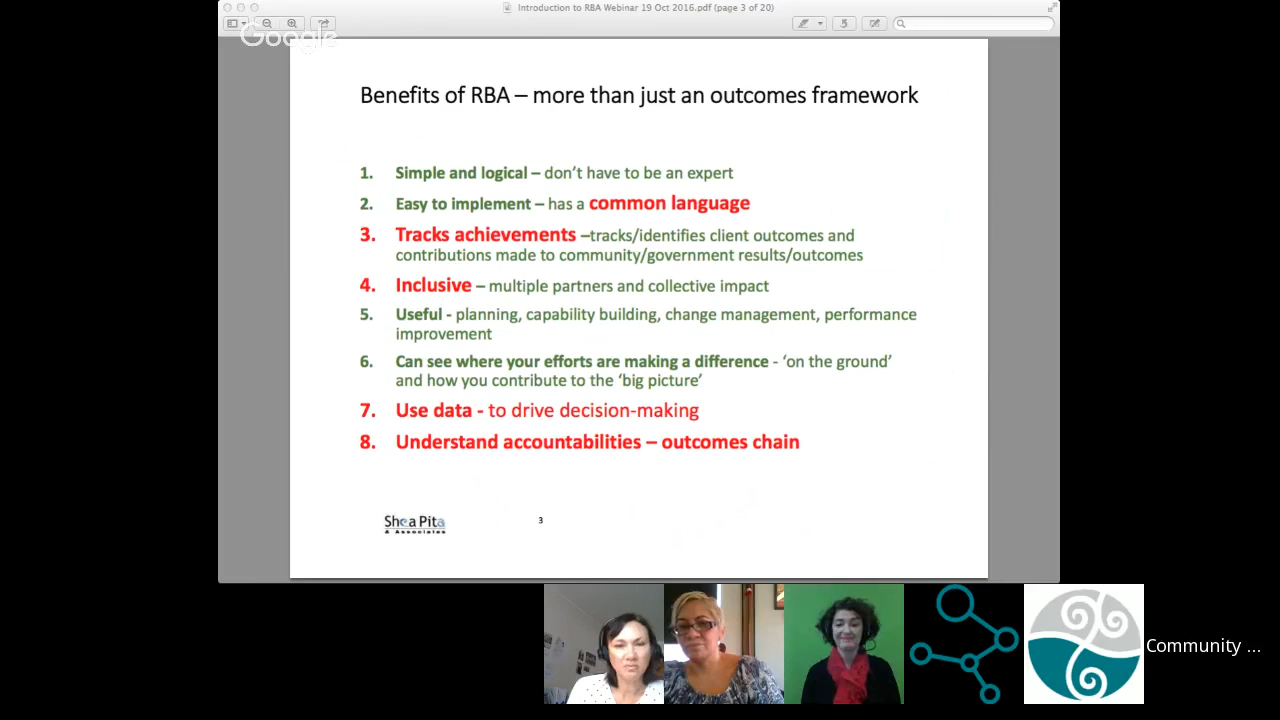 Introduction to RBA Webinar 19 Oct 2016.pdf (page 3 of 20)
Google
Benefits of RBA – more than just an outcomes framework
1. Simple and logical – don't have to be an expert
2. Easy to implement – has a common language
3. Tracks achievements –tracks/identifies client outcomes and
contributions made to community/government results/outcomes
4. Inclusive – multiple partners and collective impact
5. Useful - planning, capability building, change management, performance
improvement
6. Can see where your efforts are making a difference - ‘on the ground’
and how you contribute to the ‘big picture’
7. Use data - to drive decision-making
8. Understand accountabilities – outcomes chain
Shea Pita
& Associates
3
Community ...